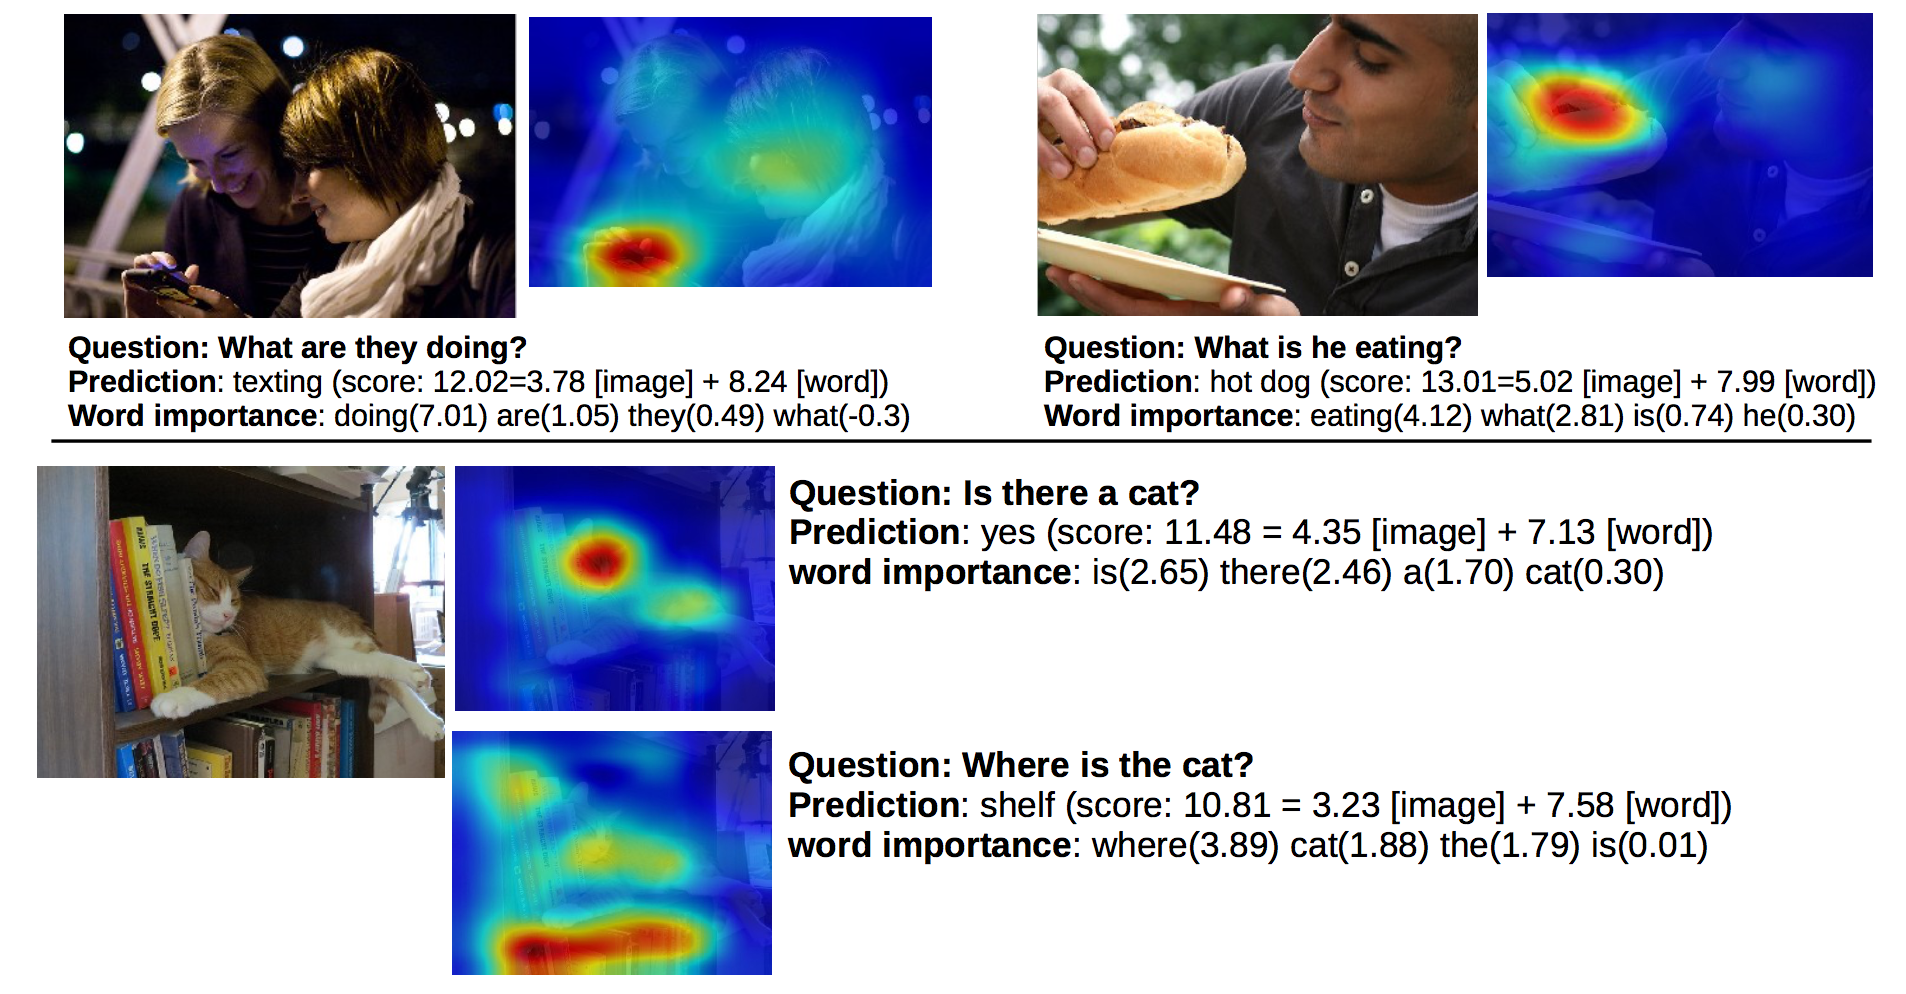 Question: What are they doing?
Prediction: texting (score: 12.02=3.78 [image] + 8.24 [word])
Word importance: doing(7.01) are(1.05) they(0.49) what(-0.3)
Question: What is he eating?
Prediction: hot dog (score: 13.01=5.02 [image] + 7.99 [word])
Word importance: eating(4.12) what(2.81) is(0.74) he(0.30)
THE STRAIGHT DOPE
Question: Is there a cat?
Prediction: yes (score: 11.48 = 4.35 [image] + 7.13 [word])
word importance: is(2.65) there(2.46) a(1.70) cat(0.30)
Question: Where is the cat?
Prediction: shelf (score: 10.81 = 3.23 [image] + 7.58 [word])
word importance: where(3.89) cat(1.88) the(1.79) is(0.01)